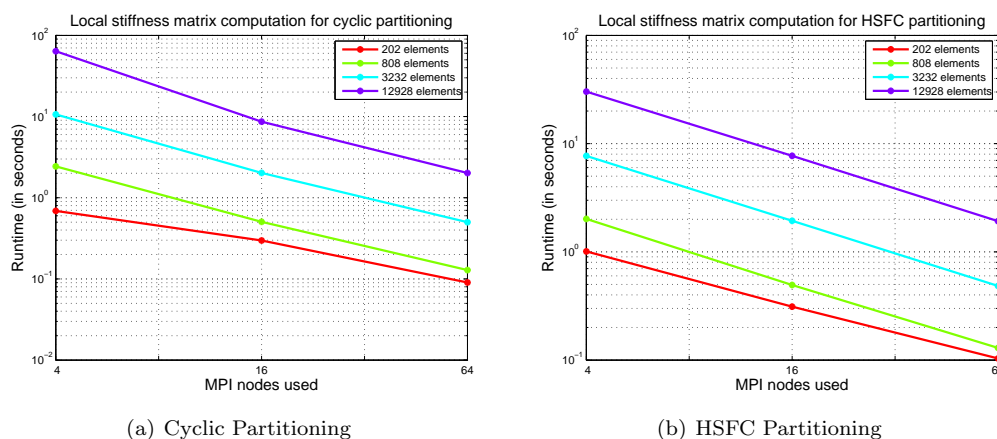 Local stiffness matrix computation for cyclic partitioning
10^2
10^1
10^0
10^-1
10^-2
Runtime (in seconds)
202 elements
808 elements
3232 elements
12928 elements
4
16
64
MPI nodes used
(a) Cyclic Partitioning
Local stiffness matrix computation for HSFC partitioning
10^2
10^1
10^0
10^-1
Runtime (in seconds)
202 elements
808 elements
3232 elements
12928 elements
4
16
6
MPI nodes used
(b) HSFC Partitioning